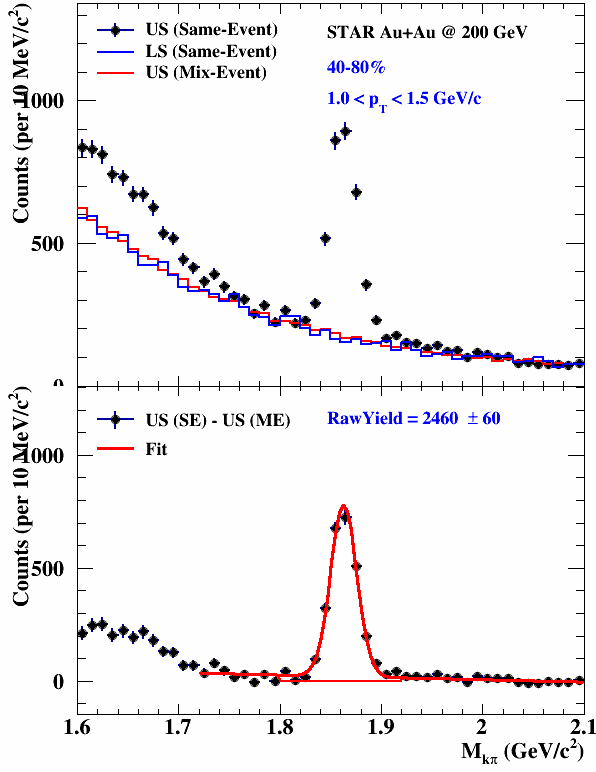 US (Same-Event)
LS (Same-Event)
US (Mix-Event)
STAR Au+Au @ 200 GeV
40-80%
1.0 < p_T < 1.5 GeV/c
Counts (per 10 MeV/c²)
1000
500
0
US (SE) - US (ME)
Fit
RawYield = 2460 ± 60
Counts (per 10 MeV/c²)
1000
500
0
1.6 1.7 1.8 1.9 2 2.1
M_kπ (GeV/c²)